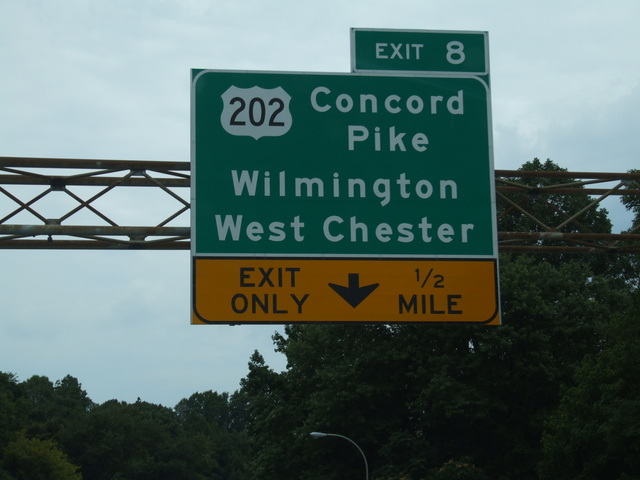 EXIT 8
202 Concord
Pike
Wilmington
West Chester
EXIT 1/2
ONLY MILE